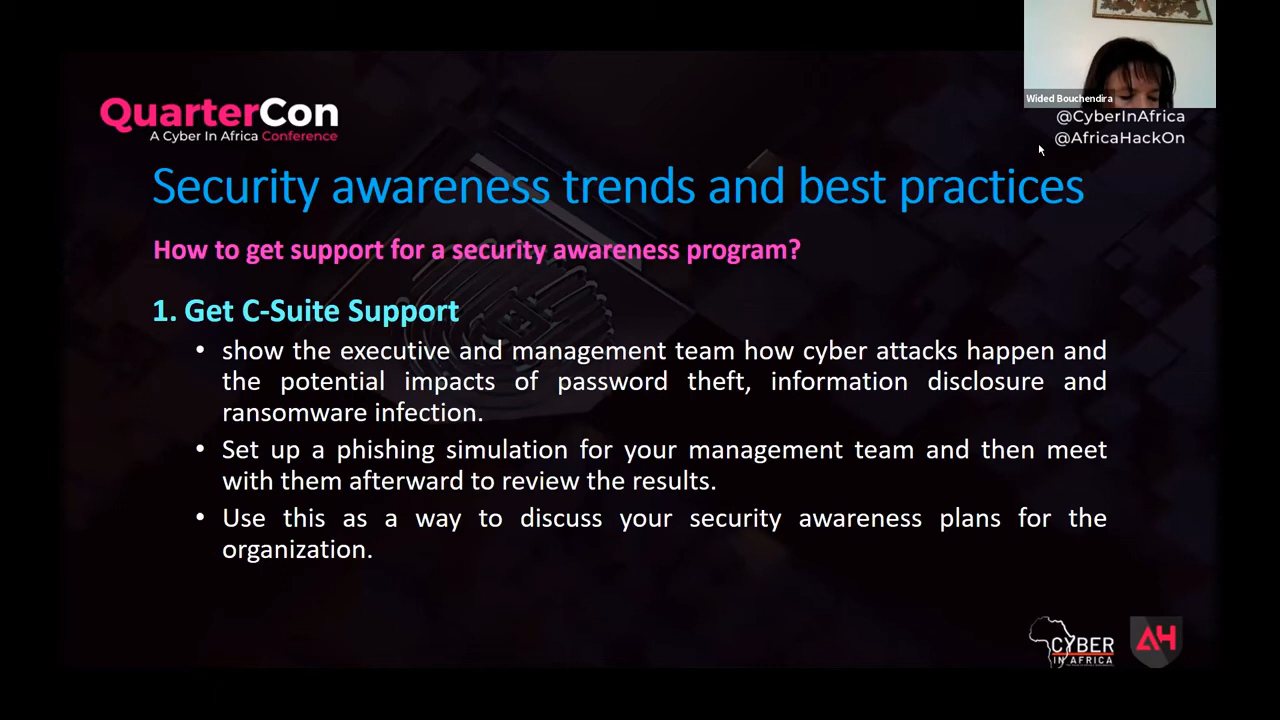 QuarterCon
A Cyber In Africa Conference
Wided Bouchendira
@CyberInAfrica
@AfricaHackOn
Security awareness trends and best practices
How to get support for a security awareness program?
1. Get C-Suite Support
• show the executive and management team how cyber attacks happen and
the potential impacts of password theft, information disclosure and
ransomware infection.
• Set up a phishing simulation for your management team and then meet
with them afterward to review the results.
• Use this as a way to discuss your security awareness plans for the
organization.
CYBER
IN AFRICA
AH